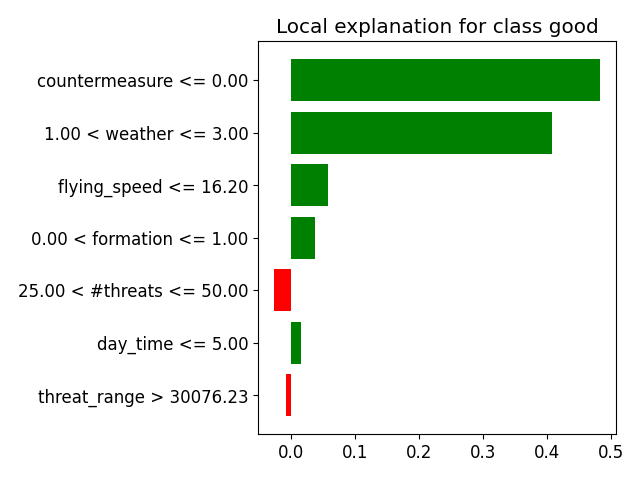 Local explanation for class good
countermeasure <= 0.00
1.00 < weather <= 3.00
flying_speed <= 16.20
0.00 < formation <= 1.00
25.00 < #threats <= 50.00
day_time <= 5.00
threat_range > 30076.23
0.0 0.1 0.2 0.3 0.4 0.5